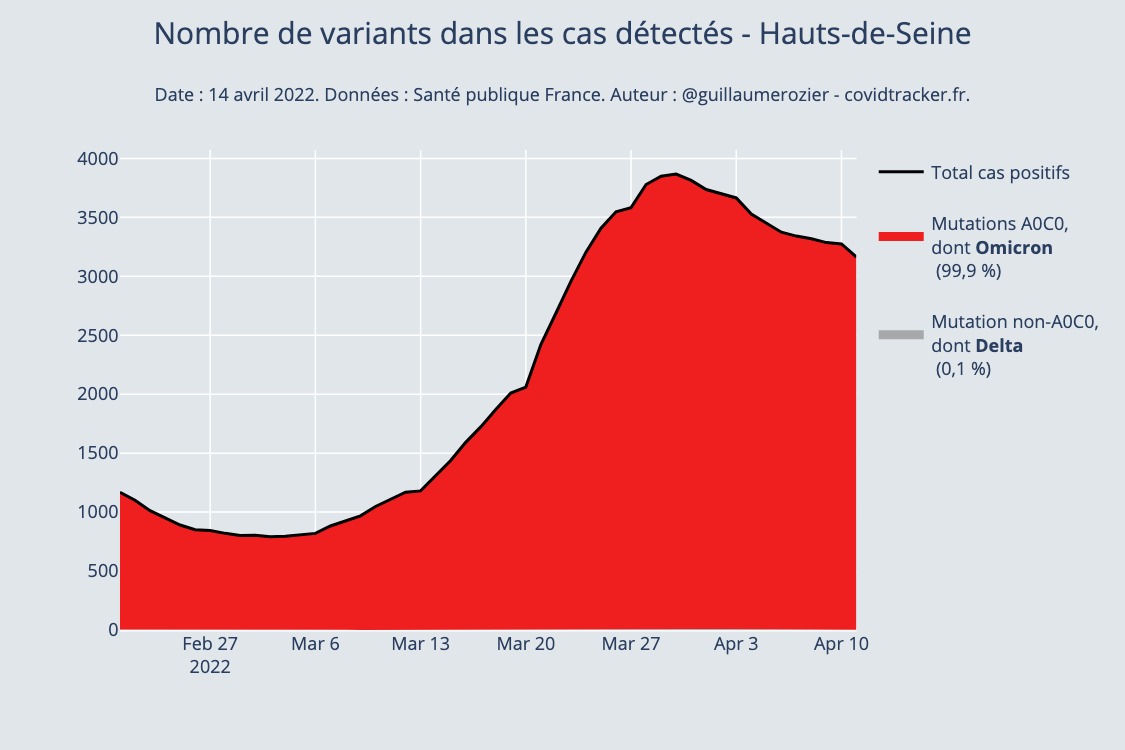 Nombre de variants dans les cas détectés - Hauts-de-Seine
Date : 14 avril 2022. Données : Santé publique France. Auteur : @guillaumerozier - covidtracker.fr.
4000
3500
3000
2500
2000
1500
1000
500
0
Feb 27
2022
Mar 6
Mar 13
Mar 20
Mar 27
Apr 3
Apr 10
Total cas positifs
Mutations A0C0,
dont Omicron
(99,9 %)
Mutation non-A0C0,
dont Delta
(0,1 %)